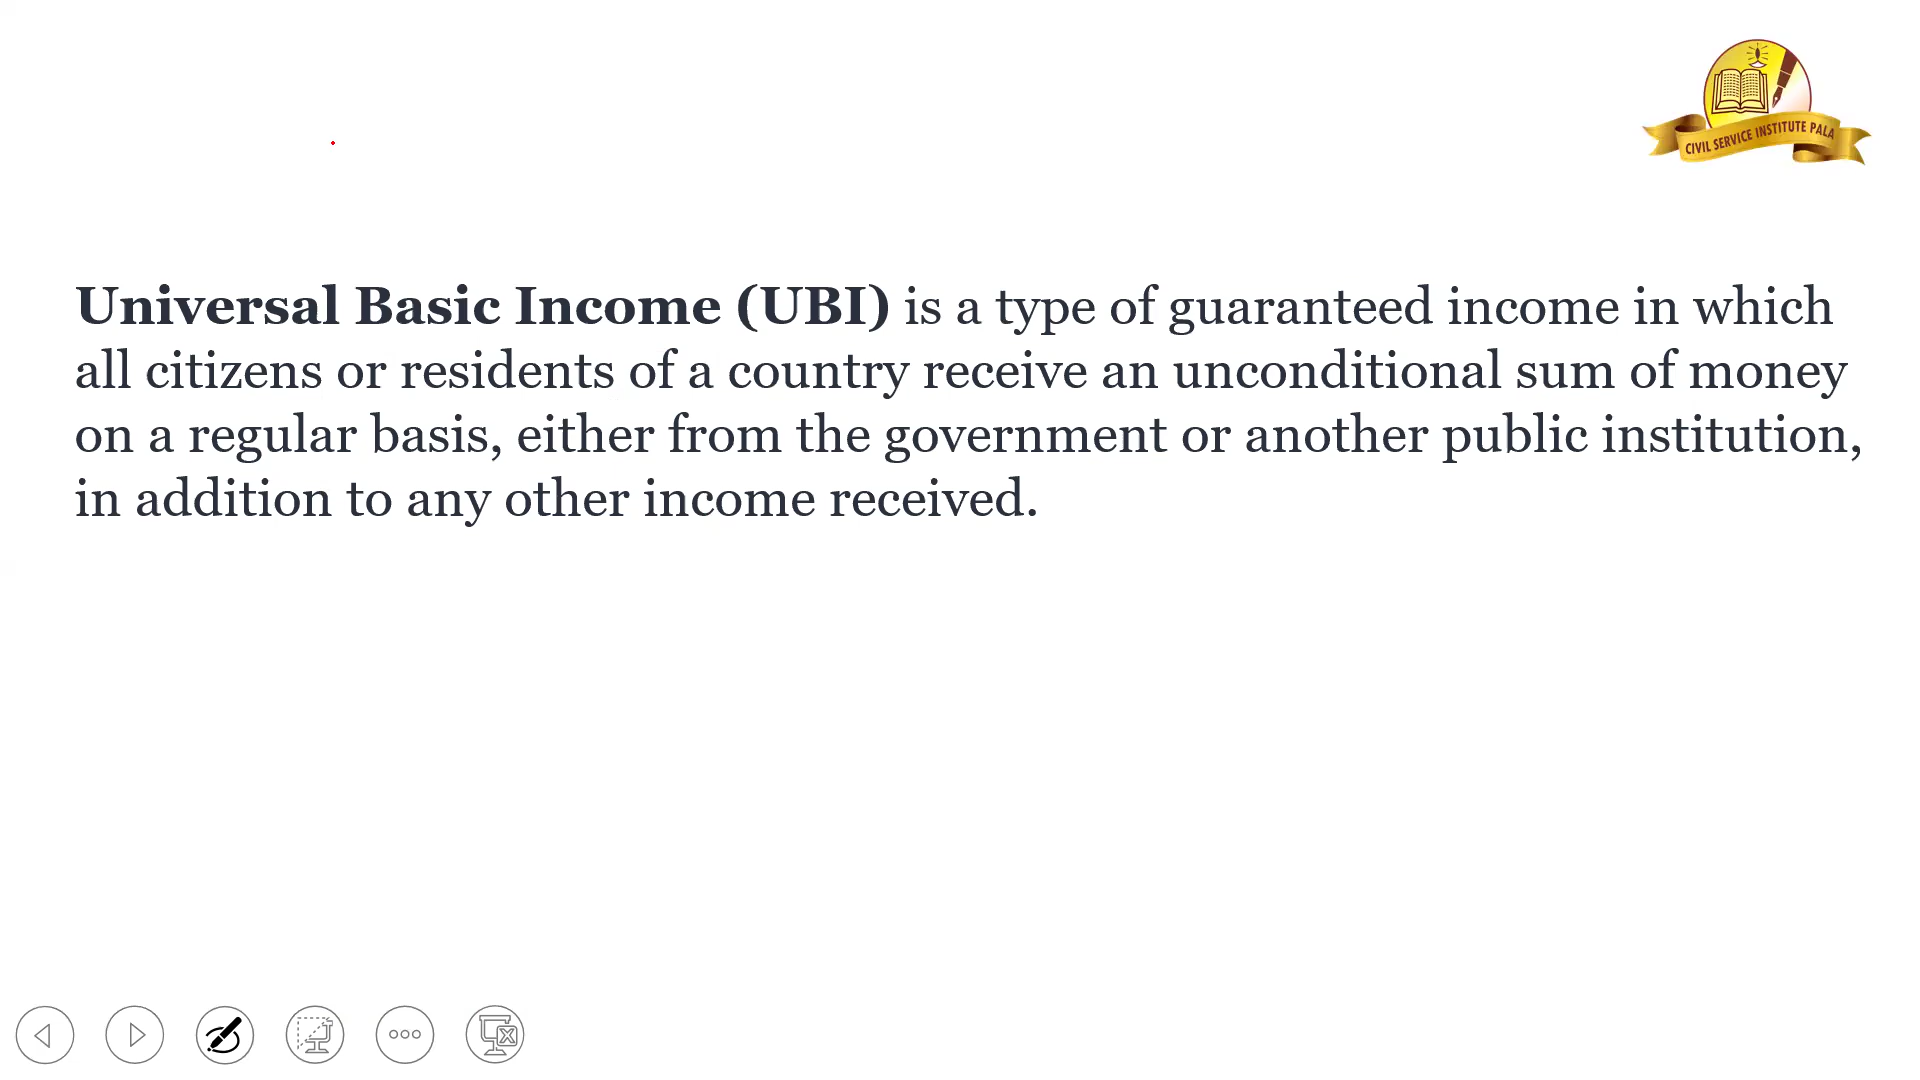 CIVIL SERVICE INSTITUTE PALA
Universal Basic Income (UBI) is a type of guaranteed income in which
all citizens or residents of a country receive an unconditional sum of money
on a regular basis, either from the government or another public institution,
in addition to any other income received.